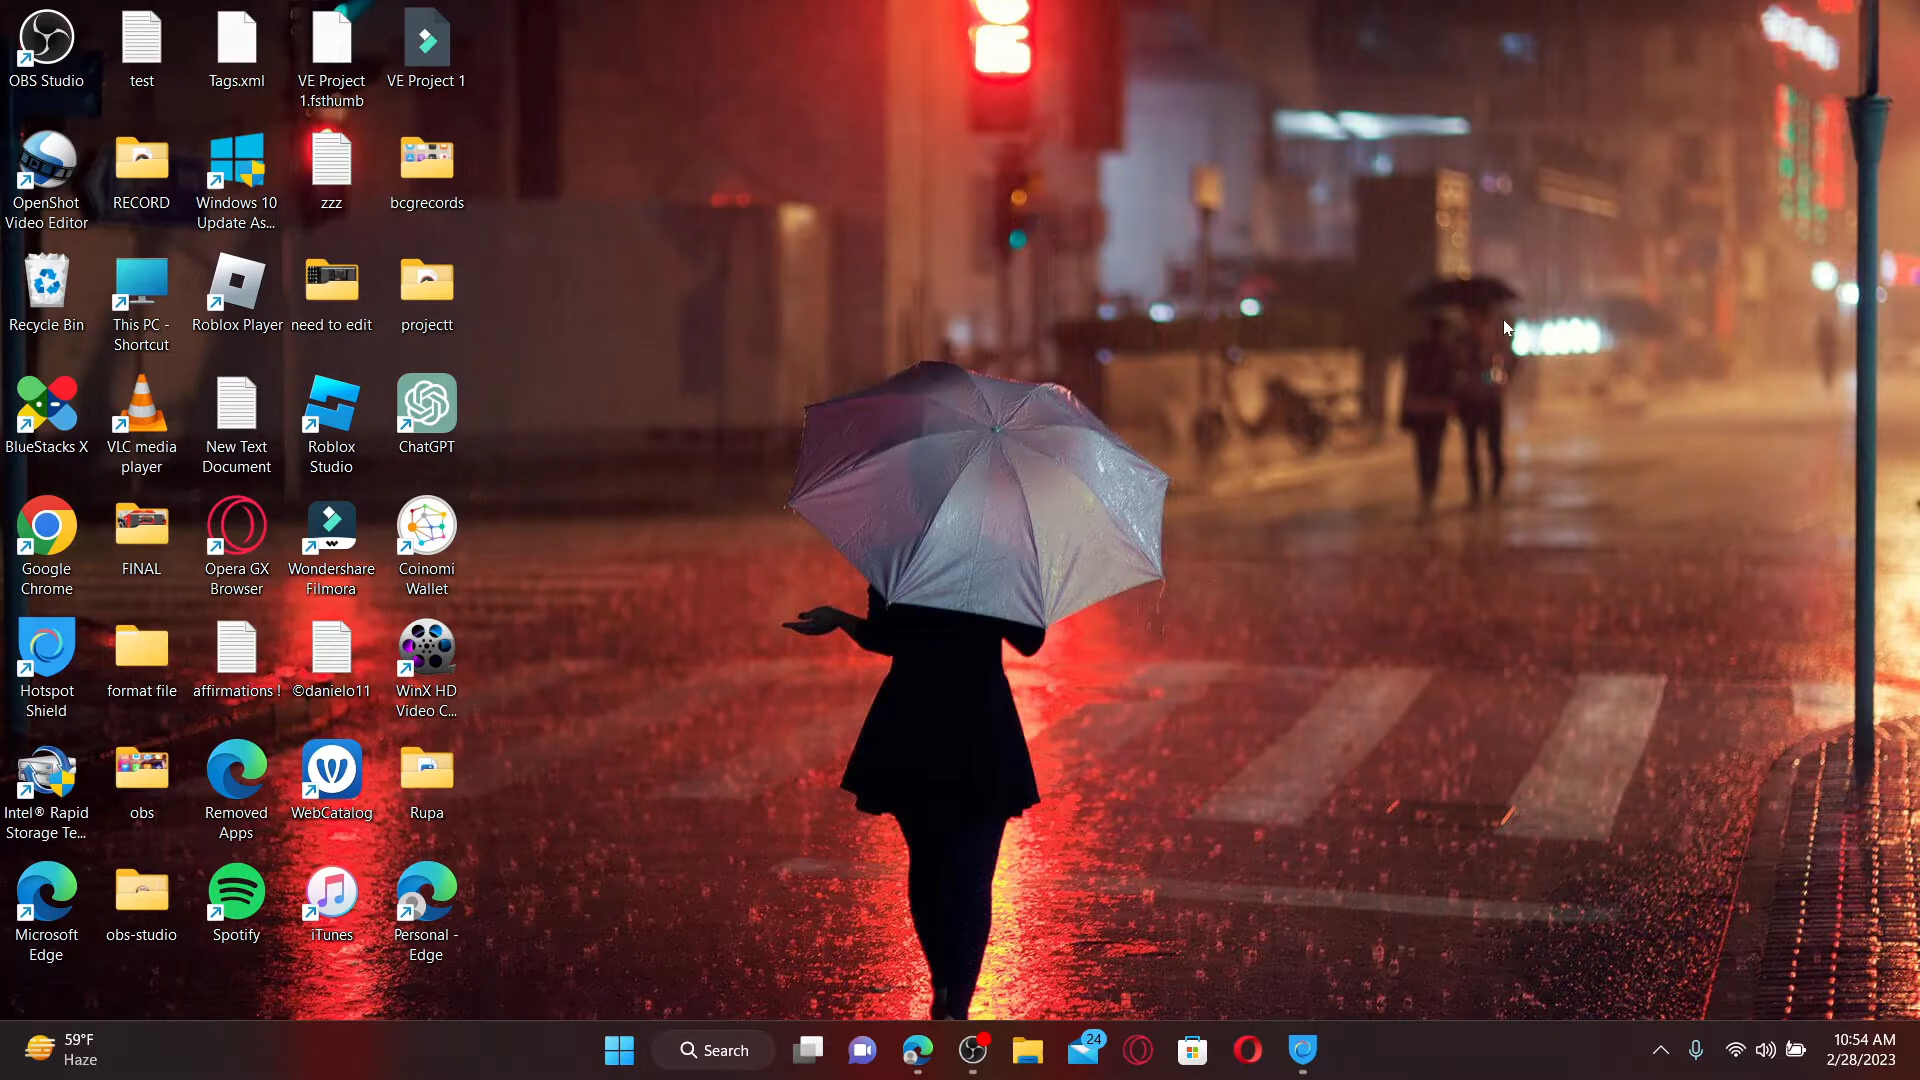 OBS Studio
test
Tags.xml
VE Project
1.fsthumb
VE Project 1
OpenShot
Video Editor
RECORD
Windows 10
Update As...
zzz
bcgrecords
Recycle Bin
This PC -
Shortcut
Roblox Player
need to edit
projectt
BlueStacks X
VLC media
player
New Text
Document
Roblox
Studio
ChatGPT
Google
Chrome
FINAL
Opera GX
Browser
Wondershare
Filmora
Coinomi
Wallet
Hotspot
Shield
format file
affirmations !
©danielo11
WinX HD
Video C...
Intel® Rapid
Storage Te...
obs
Removed
Apps
WebCatalog
Rupa
Microsoft
Edge
obs-studio
Spotify
iTunes
Personal -
Edge
59°F
Haze
Search
24
10:54 AM
2/28/2023